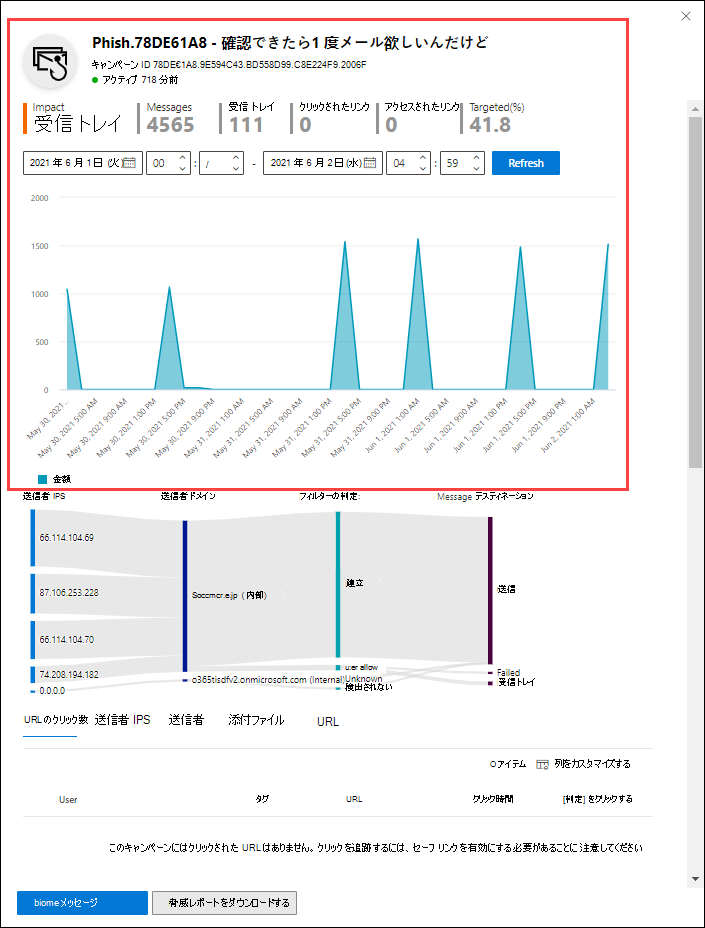 Phish.78DE61A8 - 確認できたら1 度メール欲しいんだけど
キャンペーン ID 78DE61A8.9E594C43.BD558D99.C8E224F9.2006F
アクティブ 718 分前
Impact Messages 受信 トレイ クリックされたリンク アクセスされたリンク Targeted(%)
受信 トレイ 4565 111 0 0 41.8
2021 年 6 月 1日 (火) 00 : / - 2021 年 6 月 2日(水) 04 : 59 Refresh
2000
1500
1000
500
0
May 30, 2021... May 30, 2021 5:00 AM May 30, 2021 9:00 AM May 30, 2021 1:00 PM May 30, 2021 5:00 PM May 30, 2021 9:00 PM May 31, 2021 1:00 AM May 31, 2021 5:00 AM May 31, 2021 9:00 AM May 31, 2021 1:00 PM May 31, 2021 5:00 PM May 31, 2021 9:00 PM Jun 1, 2021 1:00 AM Jun 1, 2021 5:00 AM Jun 1, 2021 9:00 AM Jun 1, 2021 1:00 PM Jun 1, 2021 5:00 PM Jun 1, 2021 9:00 PM Jun 2, 2021 1:00 AM
金額
送信者 IPS 送信者ドメイン フィルターの判定: Message デスティネーション
66.114.104.69
87.106.253.228 建立 送信
Soccmcr.e.jp (内部)
66.114.104.70
74.208.194.182 o365tisdfv2.onmicrosoft.com (Internal) user allow Failed
0.0.0.0 Unknown 受信トレイ
検出されない
URLのクリック数 送信者 IPS 送信者 添付ファイル URL
0アイテム 列をカスタマイズする
User タグ URL クリック時間 [判定] をクリックする
このキャンペーンにはクリックされた URLはありません。クリックを追跡するには、セーフ リンクを有効にする必要があることに注意してください
biomeメッセージ 脅威レポートをダウンロードする